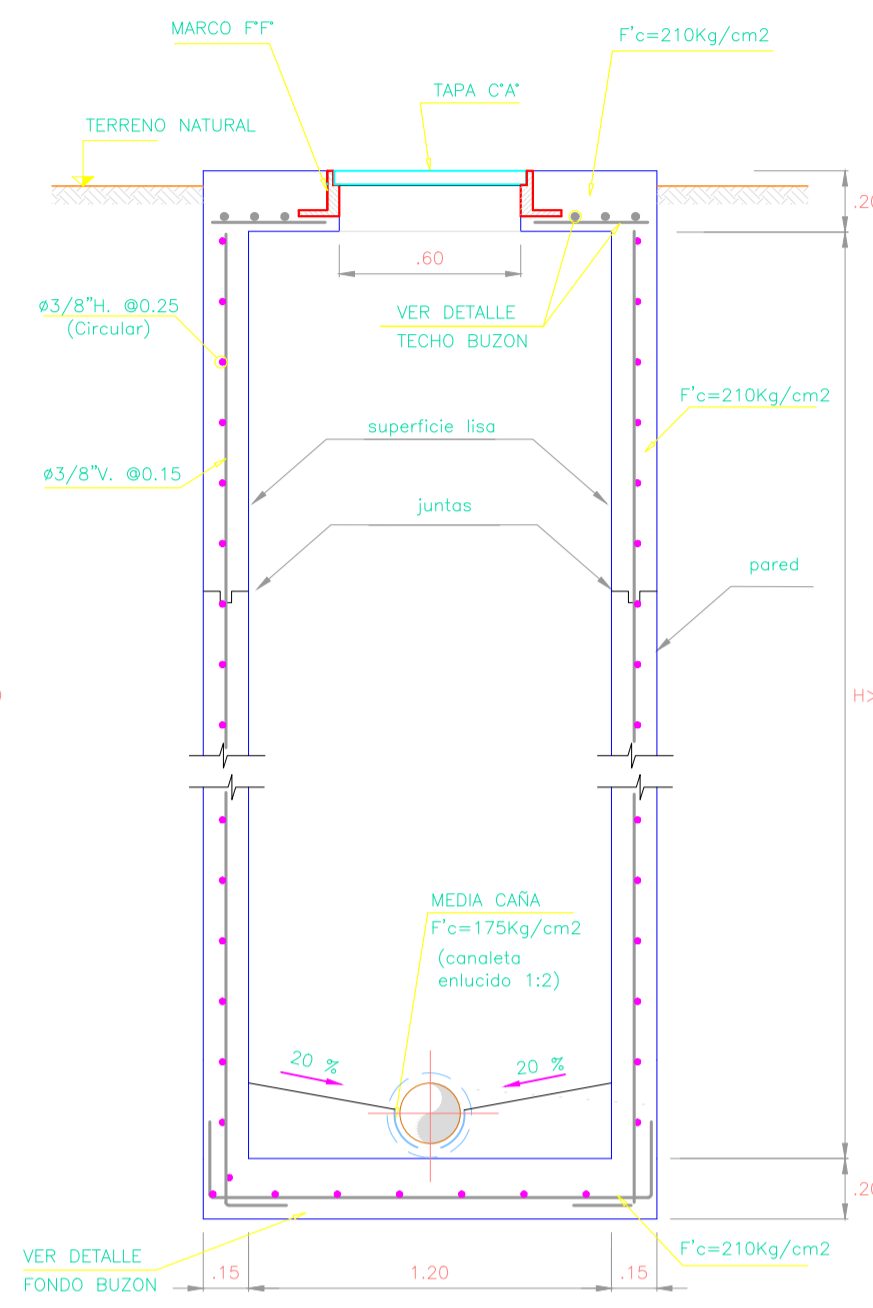 MARCO F°F°
F'c=210Kg/cm2
TAPA C°A°
TERRENO NATURAL
.20
.60
ø3/8"H. @0.25
(Circular)
VER DETALLE
TECHO BUZON
F'c=210Kg/cm2
superficie lisa
ø3/8"V. @0.15
juntas
pared
H>
MEDIA CAÑA
F'c=175Kg/cm2
(canaleta
enlucido 1:2)
20 %
20 %
.20
VER DETALLE
FONDO BUZON
F'c=210Kg/cm2
.15
1.20
.15